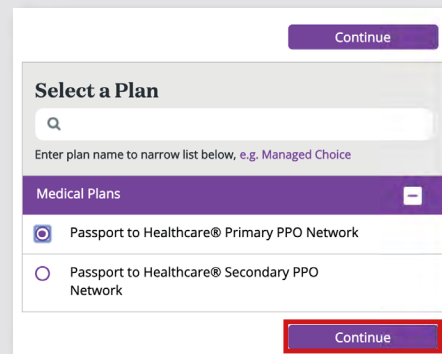 Continue
Select a Plan
Enter plan name to narrow list below, e.g. Managed Choice
Medical Plans
Passport to Healthcare® Primary PPO Network
Passport to Healthcare® Secondary PPO
Network
Continue